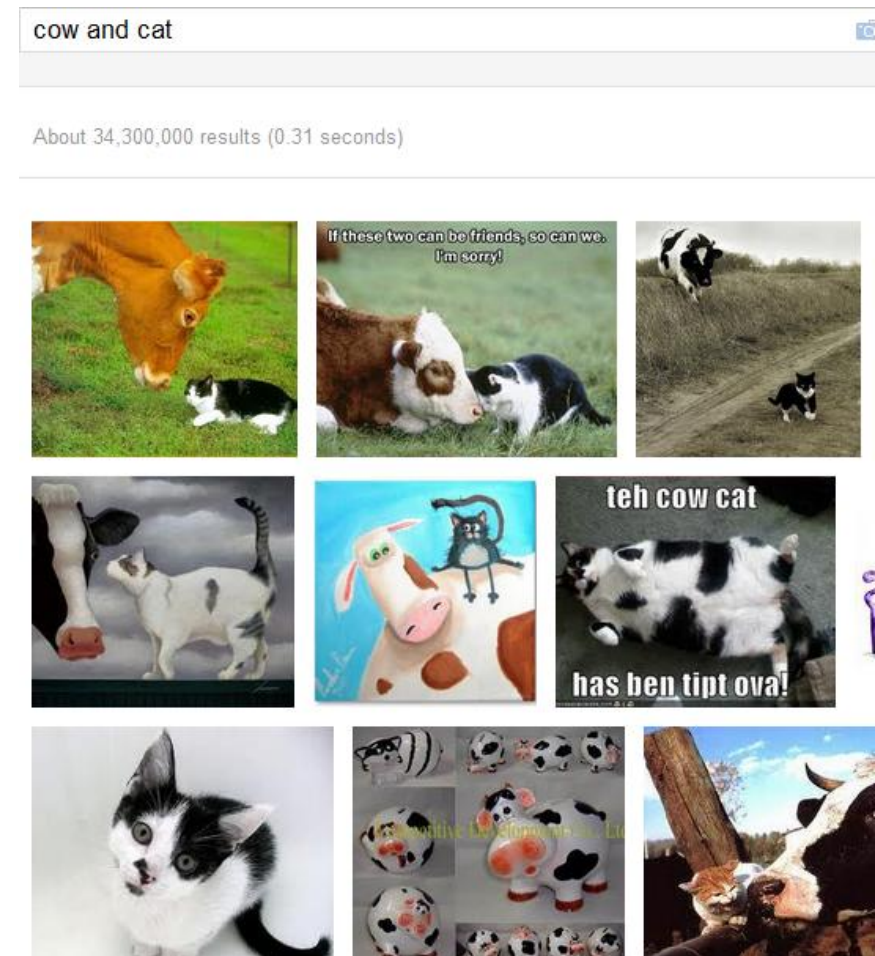 cow and cat
About 34,300,000 results (0.31 seconds)
If these two can be friends, so can we.
I'm sorry!
teh cow cat
has ben tipt ova!